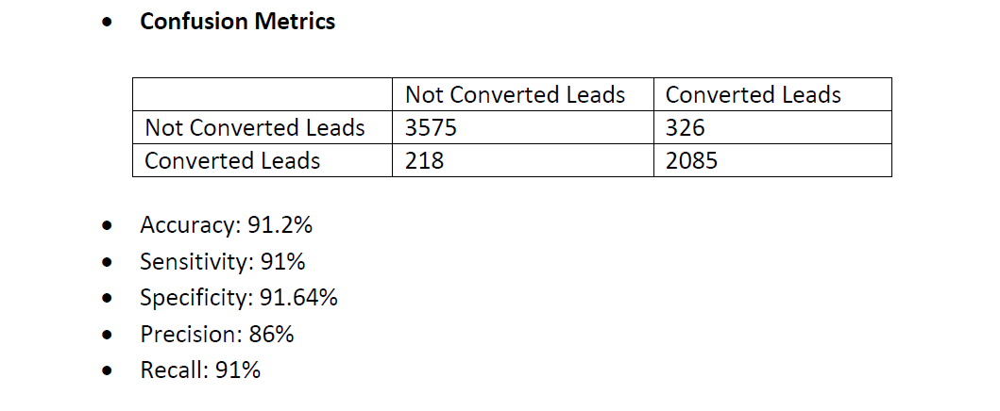 • Confusion Metrics
Not Converted Leads Converted Leads
Not Converted Leads 3575 326
Converted Leads 218 2085
• Accuracy: 91.2%
• Sensitivity: 91%
• Specificity: 91.64%
• Precision: 86%
• Recall: 91%